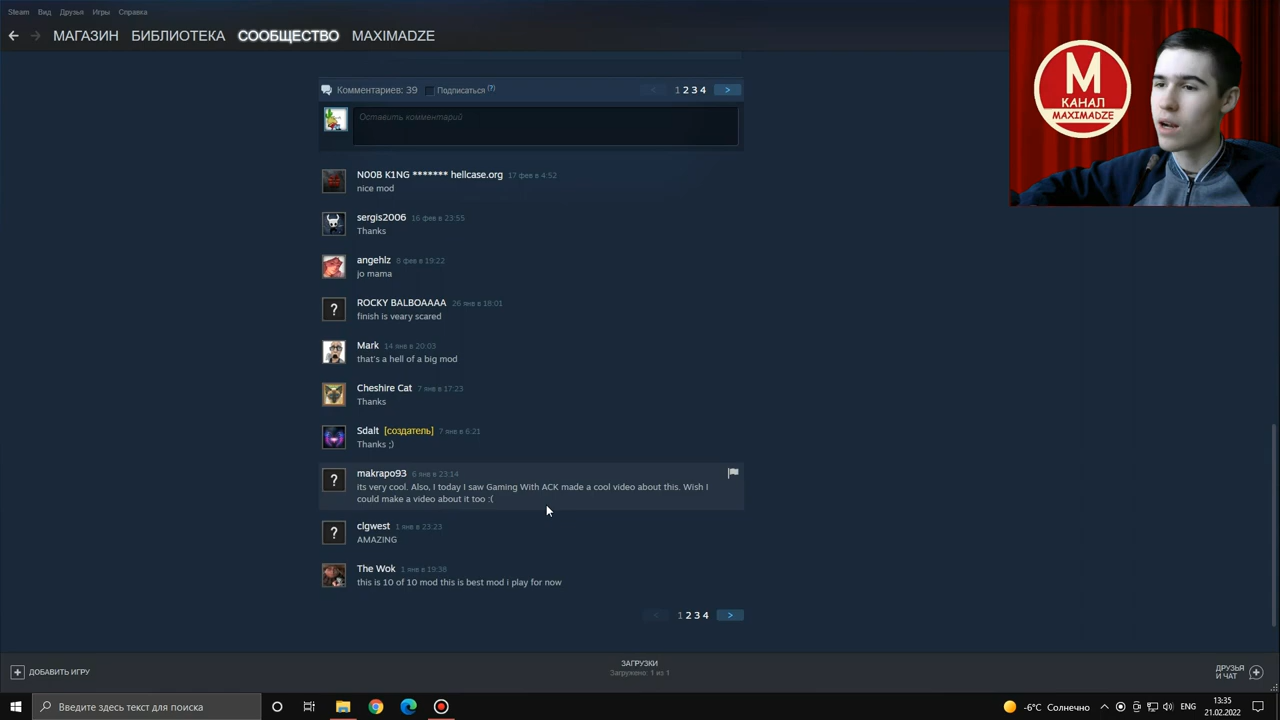 Steam Вид Друзья Игры Справка
МАГАЗИН БИБЛИОТЕКА СООБЩЕСТВО MAXIMADZE
М
КАНАЛ
MAXIMADZE
Комментариев: 39 Подписаться (?) < 1 2 3 4 >
Оставить комментарий
N00B K1NG ******* hellcase.org 17 фев в 4:52
nice mod
sergis2006 16 фев в 23:55
Thanks
angehlz 8 фев в 19:22
jo mama
? ROCKY BALBOAAAA 26 янв в 18:01
finish is veary scared
Mark 14 янв в 20:03
that's a hell of a big mod
Cheshire Cat 7 янв в 17:23
Thanks
Sdalt [создатель] 7 янв в 6:21
Thanks ;)
? makrapo93 6 янв в 23:14
its very cool. Also, I today I saw Gaming With ACK made a cool video about this. Wish I
could make a video about it too :(
? clgwest 1 янв в 23:23
AMAZING
The Wok 1 янв в 19:38
this is 10 of 10 mod this is best mod i play for now
< 1 2 3 4 >
ДОБАВИТЬ ИГРУ
ЗАГРУЗКИ
Загружено: 1 из 1
ДРУЗЬЯ
И ЧАТ
Введите здесь текст для поиска
-6°C Солнечно
ENG
13:35
21.02.2022